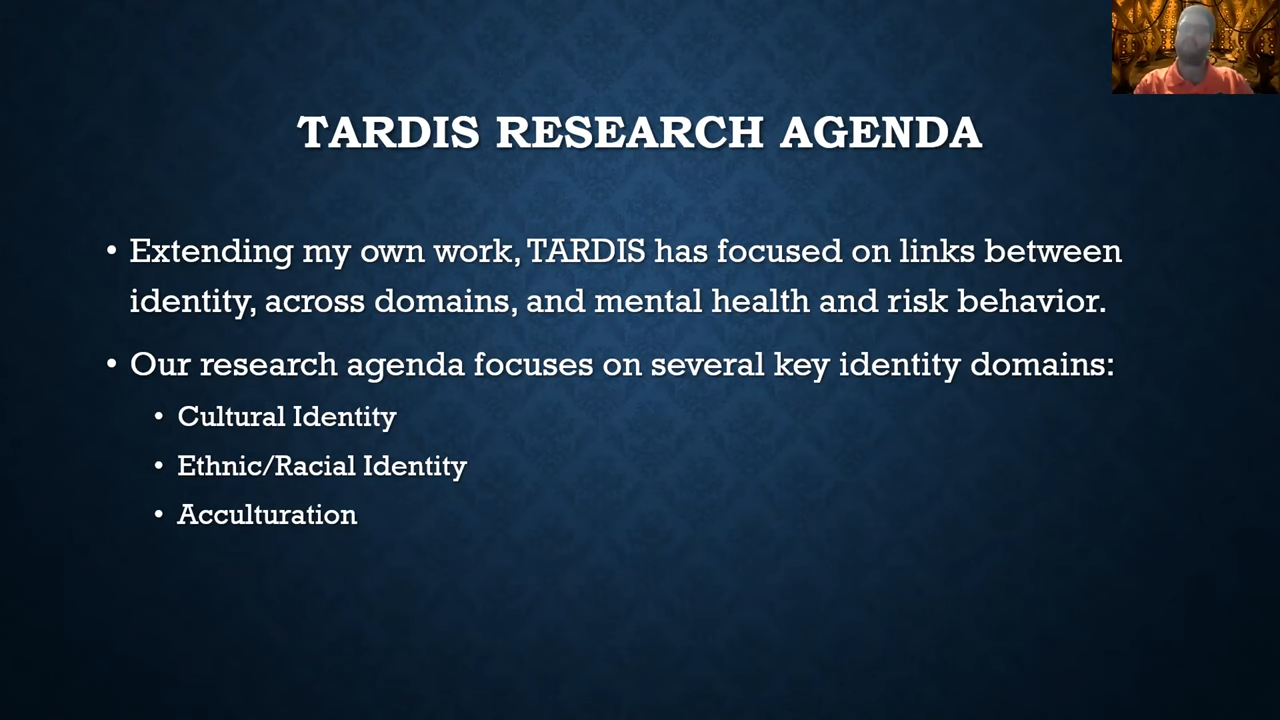 TARDIS RESEARCH AGENDA
• Extending my own work, TARDIS has focused on links between
identity, across domains, and mental health and risk behavior.
• Our research agenda focuses on several key identity domains:
• Cultural Identity
• Ethnic/Racial Identity
• Acculturation